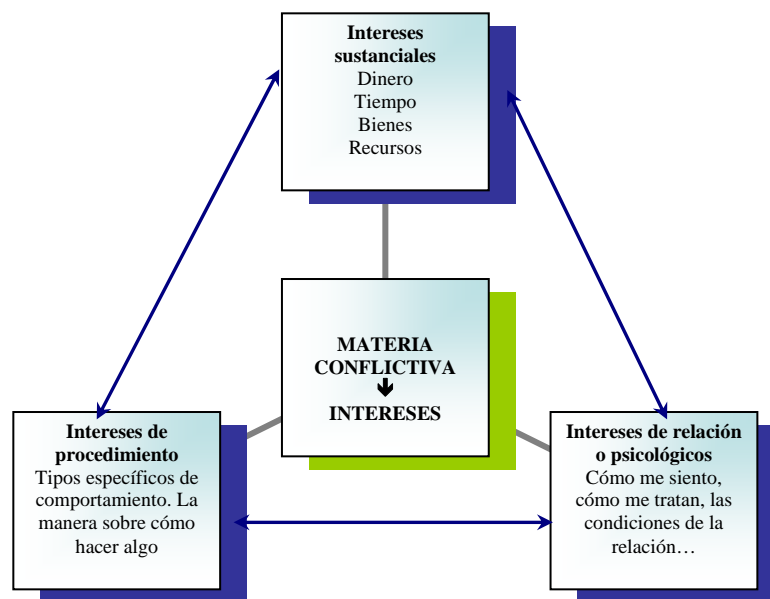 Intereses
sustanciales
Dinero
Tiempo
Bienes
Recursos
MATERIA
CONFLICTIVA
↓
INTERESES
Intereses de
procedimiento
Tipos específicos de
comportamiento. La
manera sobre cómo
hacer algo
Intereses de relación
o psicológicos
Cómo me siento,
cómo me tratan, las
condiciones de la
relación…